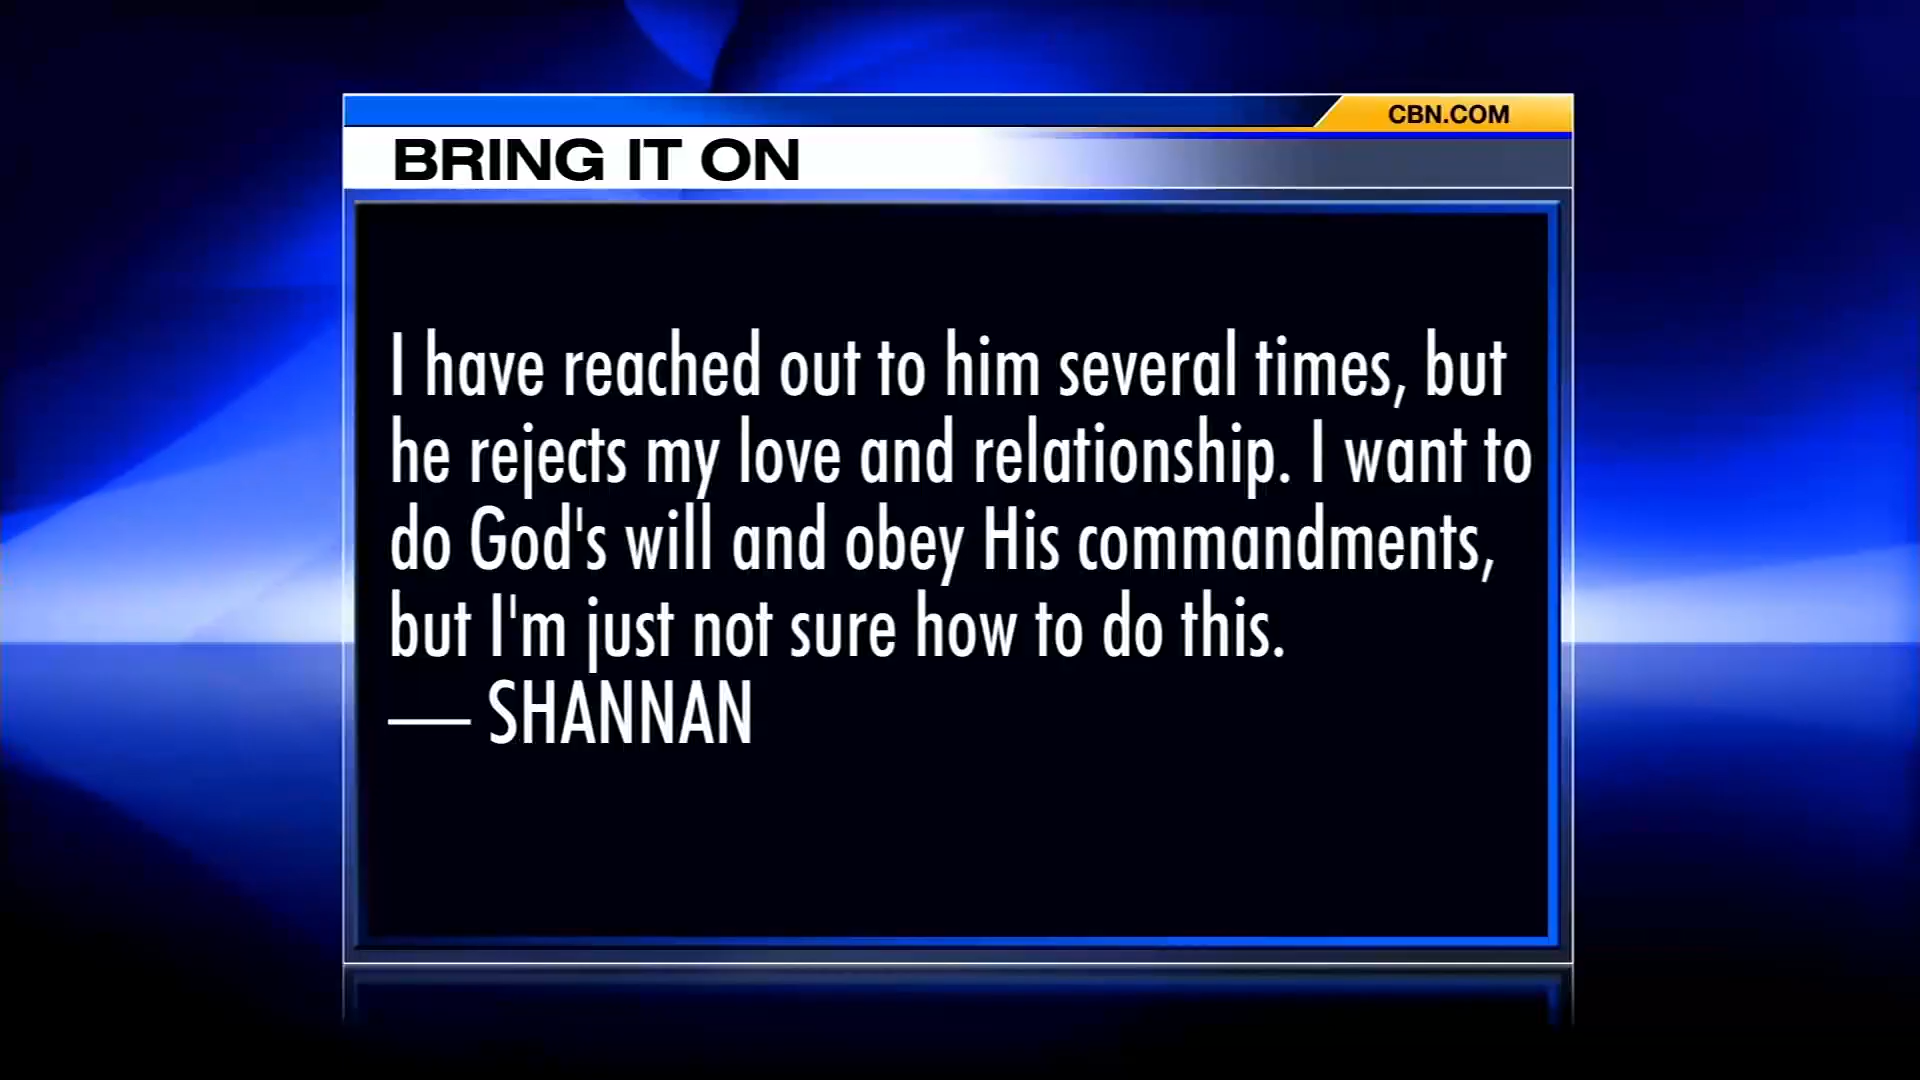 CBN.COM
BRING IT ON
I have reached out to him several times, but
he rejects my love and relationship. I want to
do God's will and obey His commandments,
but I'm just not sure how to do this.
— SHANNAN